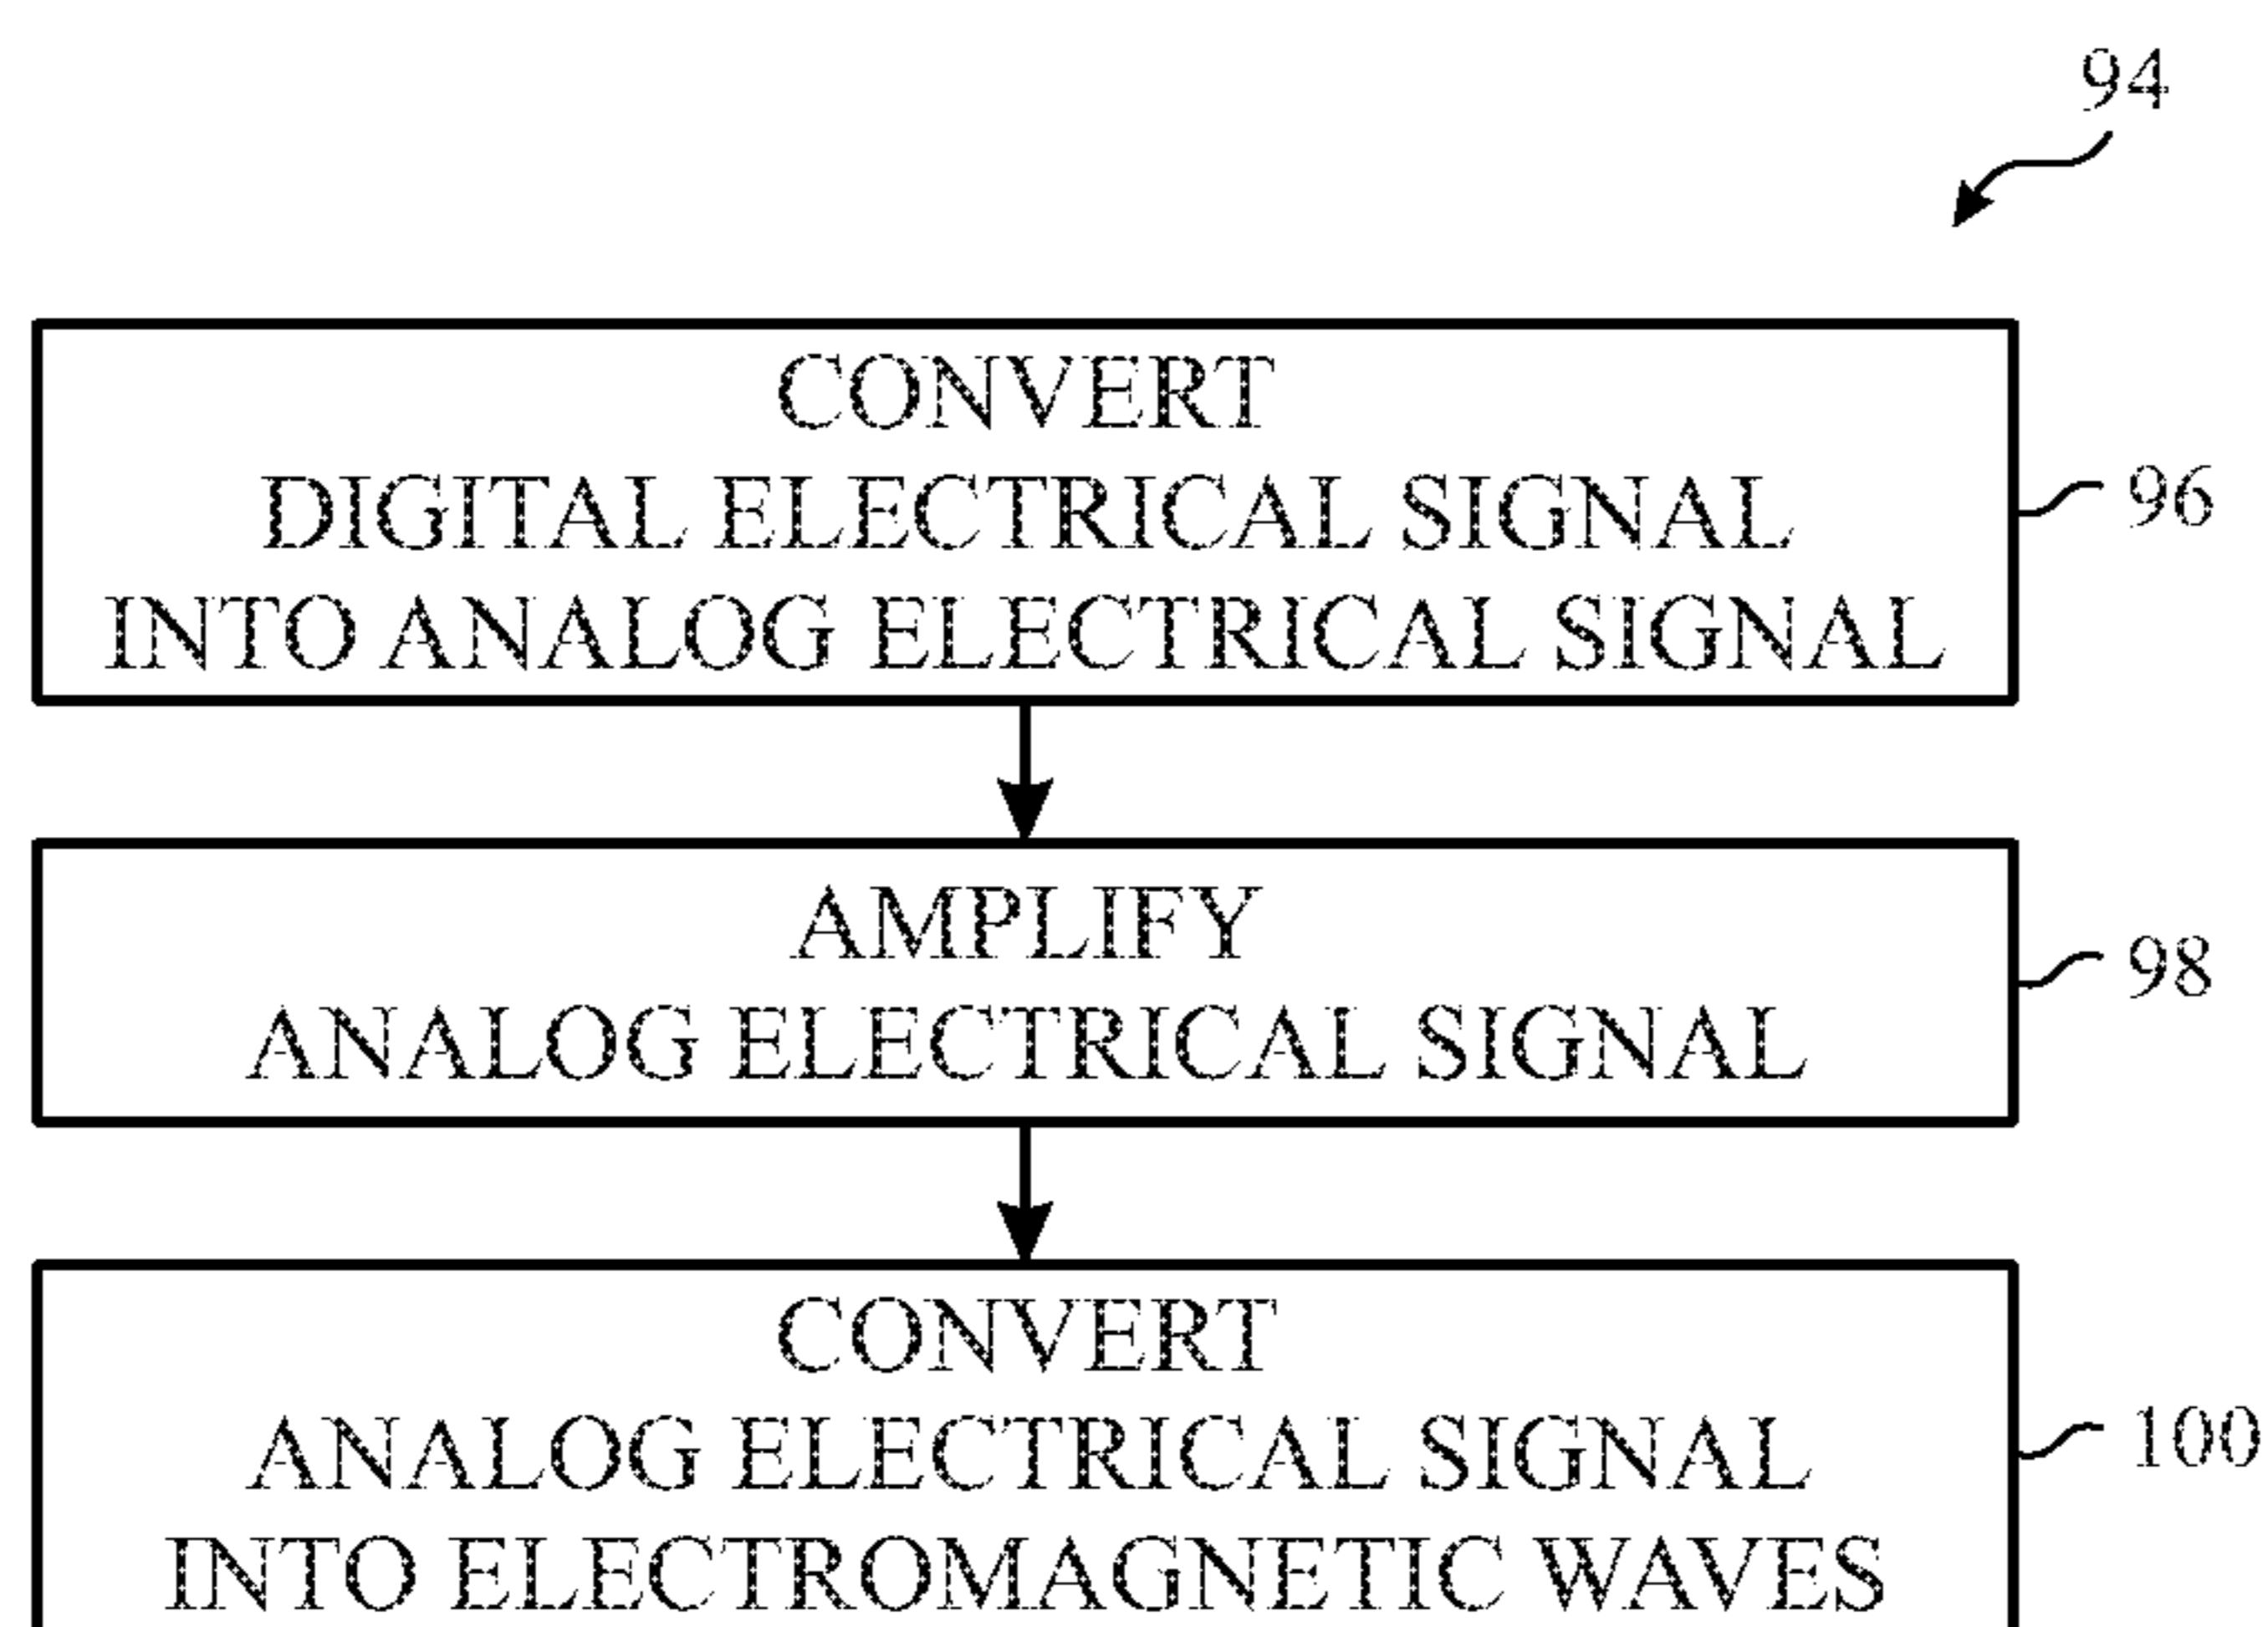 94
CONVERT
DIGITAL ELECTRICAL SIGNAL
INTO ANALOG ELECTRICAL SIGNAL
96
AMPLIFY
ANALOG ELECTRICAL SIGNAL
98
CONVERT
ANALOG ELECTRICAL SIGNAL
INTO ELECTROMAGNETIC WAVES
100